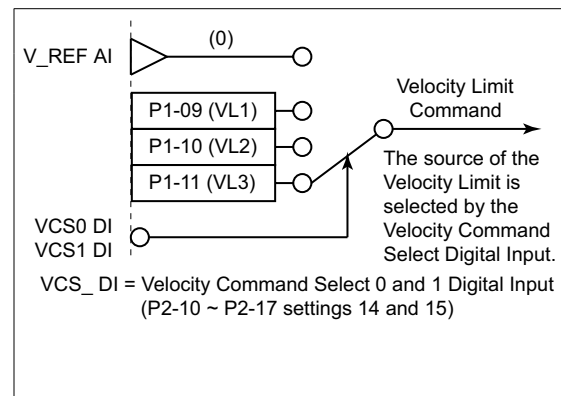 (0)
V_REF AI
P1-09 (VL1)
P1-10 (VL2)
P1-11 (VL3)
Velocity Limit
Command
The source of the
Velocity Limit is
selected by the
Velocity Command
Select Digital Input.
VCS0 DI
VCS1 DI
VCS_ DI = Velocity Command Select 0 and 1 Digital Input
(P2-10 ~ P2-17 settings 14 and 15)